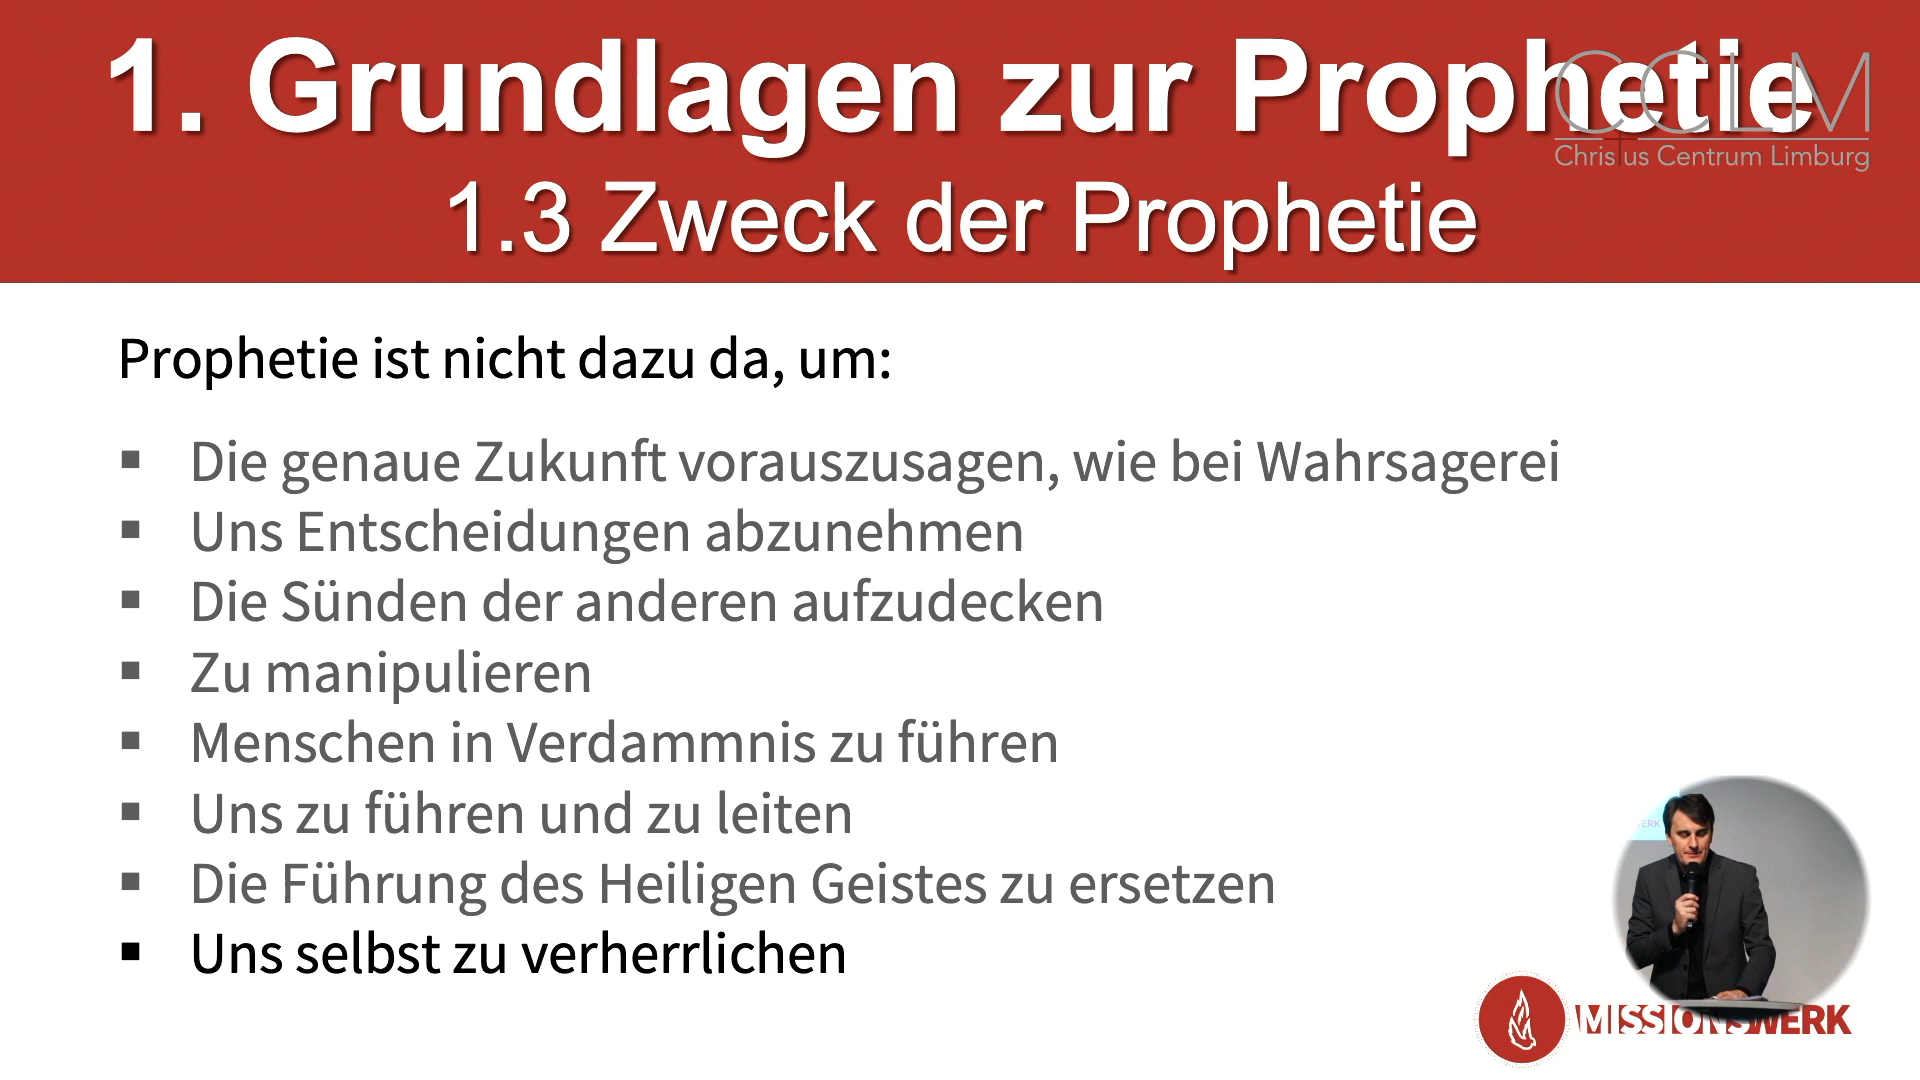 1. Grundlagen zur Prophetie
CCLM
Christus Centrum Limburg
1.3 Zweck der Prophetie
Prophetie ist nicht dazu da, um:
▪ Die genaue Zukunft vorauszusagen, wie bei Wahrsagerei
▪ Uns Entscheidungen abzunehmen
▪ Die Sünden der anderen aufzudecken
▪ Zu manipulieren
▪ Menschen in Verdammnis zu führen
▪ Uns zu führen und zu leiten
▪ Die Führung des Heiligen Geistes zu ersetzen
▪ Uns selbst zu verherrlichen
MISSIONSWERK